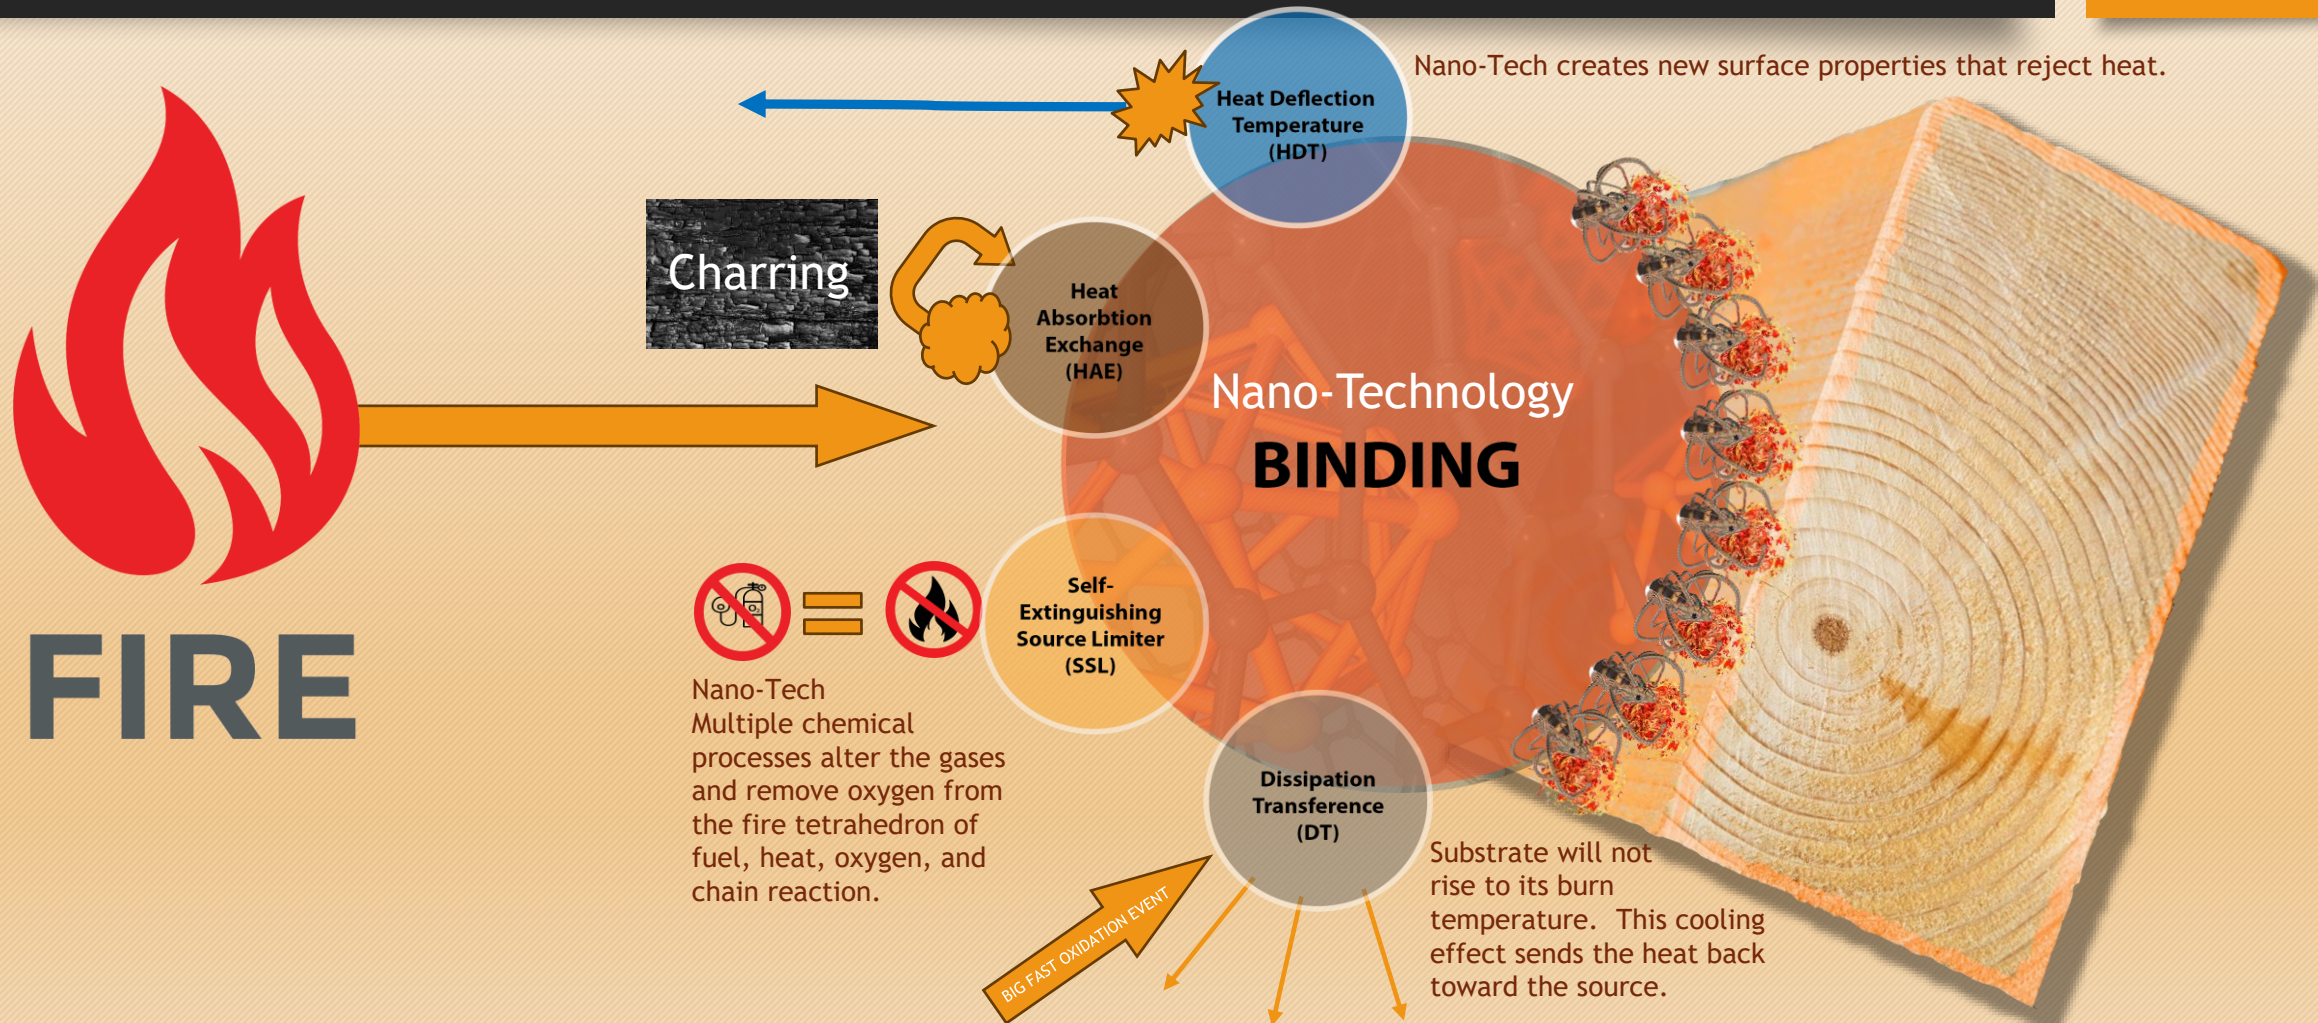 Nano-Tech creates new surface properties that reject heat.
Heat Deflection
Temperature
(HDT)
Charring
Heat
Absorbtion
Exchange
(HAE)
Nano-Technology
BINDING
FIRE
Self-
Extinguishing
Source Limiter
(SSL)
Nano-Tech
Multiple chemical
processes alter the gases
and remove oxygen from
the fire tetrahedron of
fuel, heat, oxygen, and
chain reaction.
Dissipation
Transference
(DT)
BIG FAST OXIDATION EVENT
Substrate will not
rise to its burn
temperature.  This cooling
effect sends the heat back
toward the source.